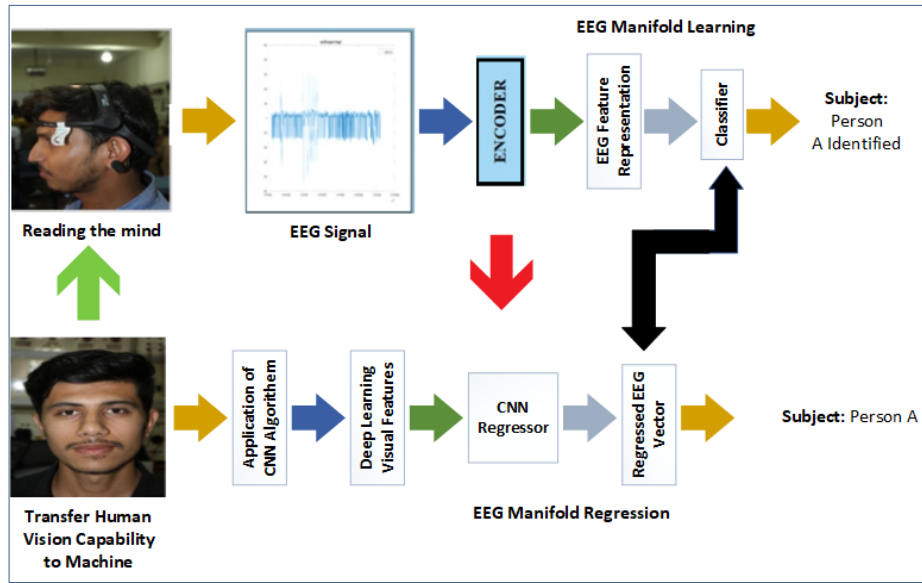 EEG Manifold Learning
ENCODER
EEG Feature
Representation
Classifier
Subject:
Person
A Identified
Reading the mind
EEG Signal
Application of
CNN Algorithem
Deep Learning
Visual Features
CNN
Regressor
Regressed EEG
Vector
Subject: Person A
EEG Manifold Regression
Transfer Human
Vision Capability
to Machine